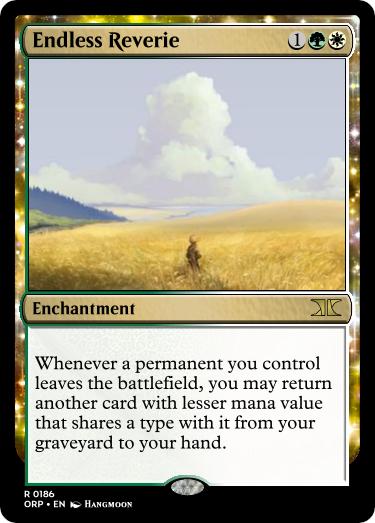 Endless Reverie 1
Enchantment
Whenever a permanent you control
leaves the battlefield, you may return
another card with lesser mana value
that shares a type with it from your
graveyard to your hand.
R 0186
ORP • EN Hangmoon